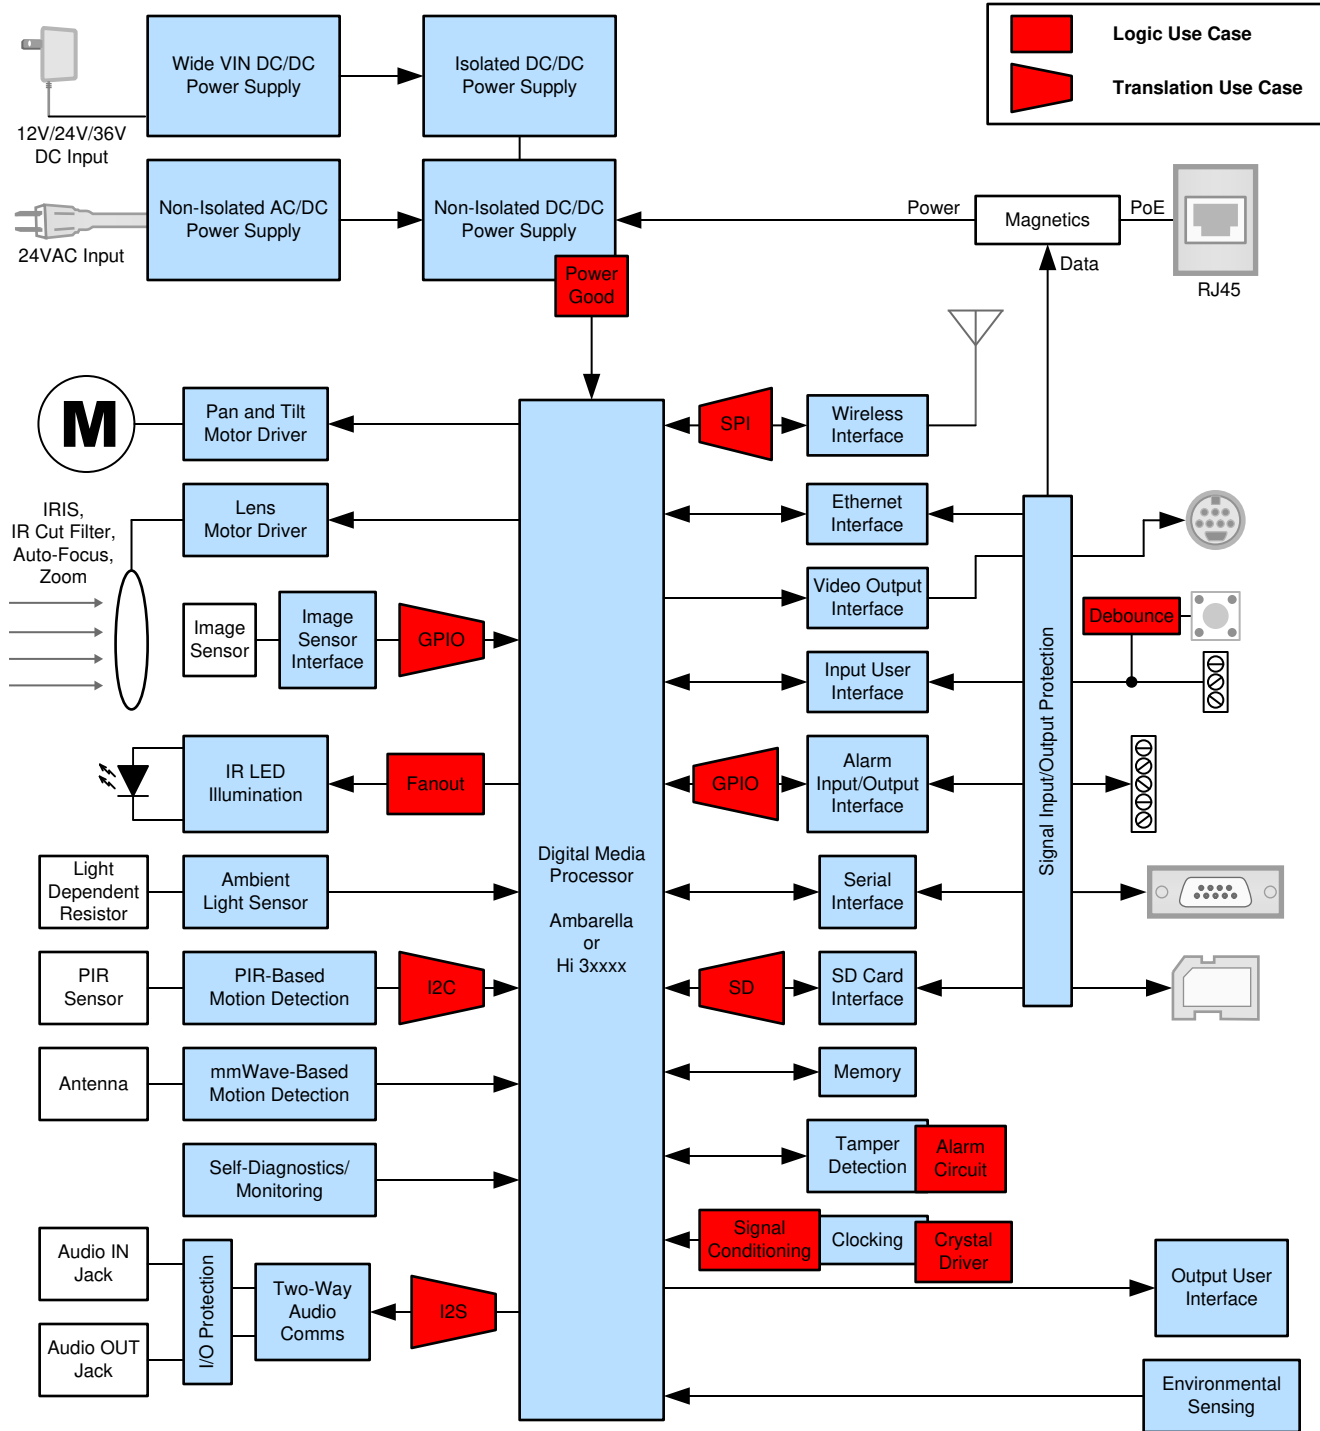 Wide VIN DC/DC
Power Supply
Isolated DC/DC
Power Supply
Logic Use Case
Translation Use Case
12V/24V/36V
DC Input
Non-Isolated AC/DC
Power Supply
Non-Isolated DC/DC
Power Supply
Power
Magnetics
PoE
24VAC Input
Power
Good
Data
RJ45
M
Pan and Tilt
Motor Driver
SPI
Wireless
Interface
IRIS,
IR Cut Filter,
Auto-Focus,
Zoom
Lens
Motor Driver
Ethernet
Interface
Video Output
Interface
Image
Sensor
Image
Sensor
Interface
GPIO
Debounce
Input User
Interface
IR LED
Illumination
Fanout
GPIO
Alarm
Input/Output
Interface
Signal Input/Output Protection
Digital Media
Processor
Ambarella
or
Hi 3xxxx
Light
Dependent
Resistor
Ambient
Light Sensor
Serial
Interface
PIR
Sensor
PIR-Based
Motion Detection
I2C
SD
SD Card
Interface
Antenna
mmWave-Based
Motion Detection
Memory
Self-Diagnostics/
Monitoring
Tamper
Detection
Alarm
Circuit
Signal
Conditioning
Clocking
Crystal
Driver
Audio IN
Jack
I/O Protection
Two-Way
Audio
Comms
I2S
Output User
Interface
Audio OUT
Jack
Environmental
Sensing